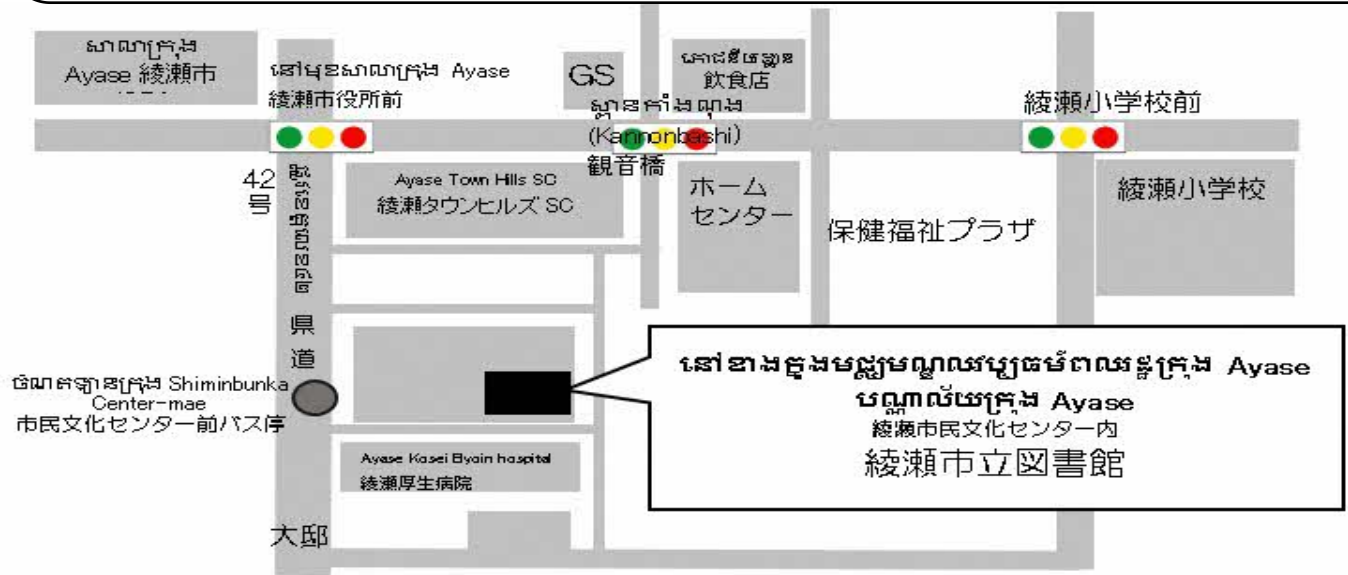 សាលាក្រុង
Ayase 綾瀬市
នៅមុខសាលាក្រុង Ayase
綾瀬市役所前
GS
飲食店
ស្ពានកាំងណុង
(Kannonbashi)
観音橋
綾瀬小学校前
42
号
県
道
Ayase Town Hills SC
綾瀬タウンヒルズ SC
ホーム
センター
保健福祉プラザ
綾瀬小学校
ចំណតឡានក្រុង Shiminbunka
Center-mae
市民文化センター前バス停
Ayase Kosei Byoin hospital
綾瀬厚生病院
大邸
នៅខាងក្នុងមជ្ឈមណ្ឌលវប្បធម៌ពលរដ្ឋក្រុង Ayase
បណ្ណាល័យក្រុង Ayase
綾瀬市民文化センター内
綾瀬市立図書館